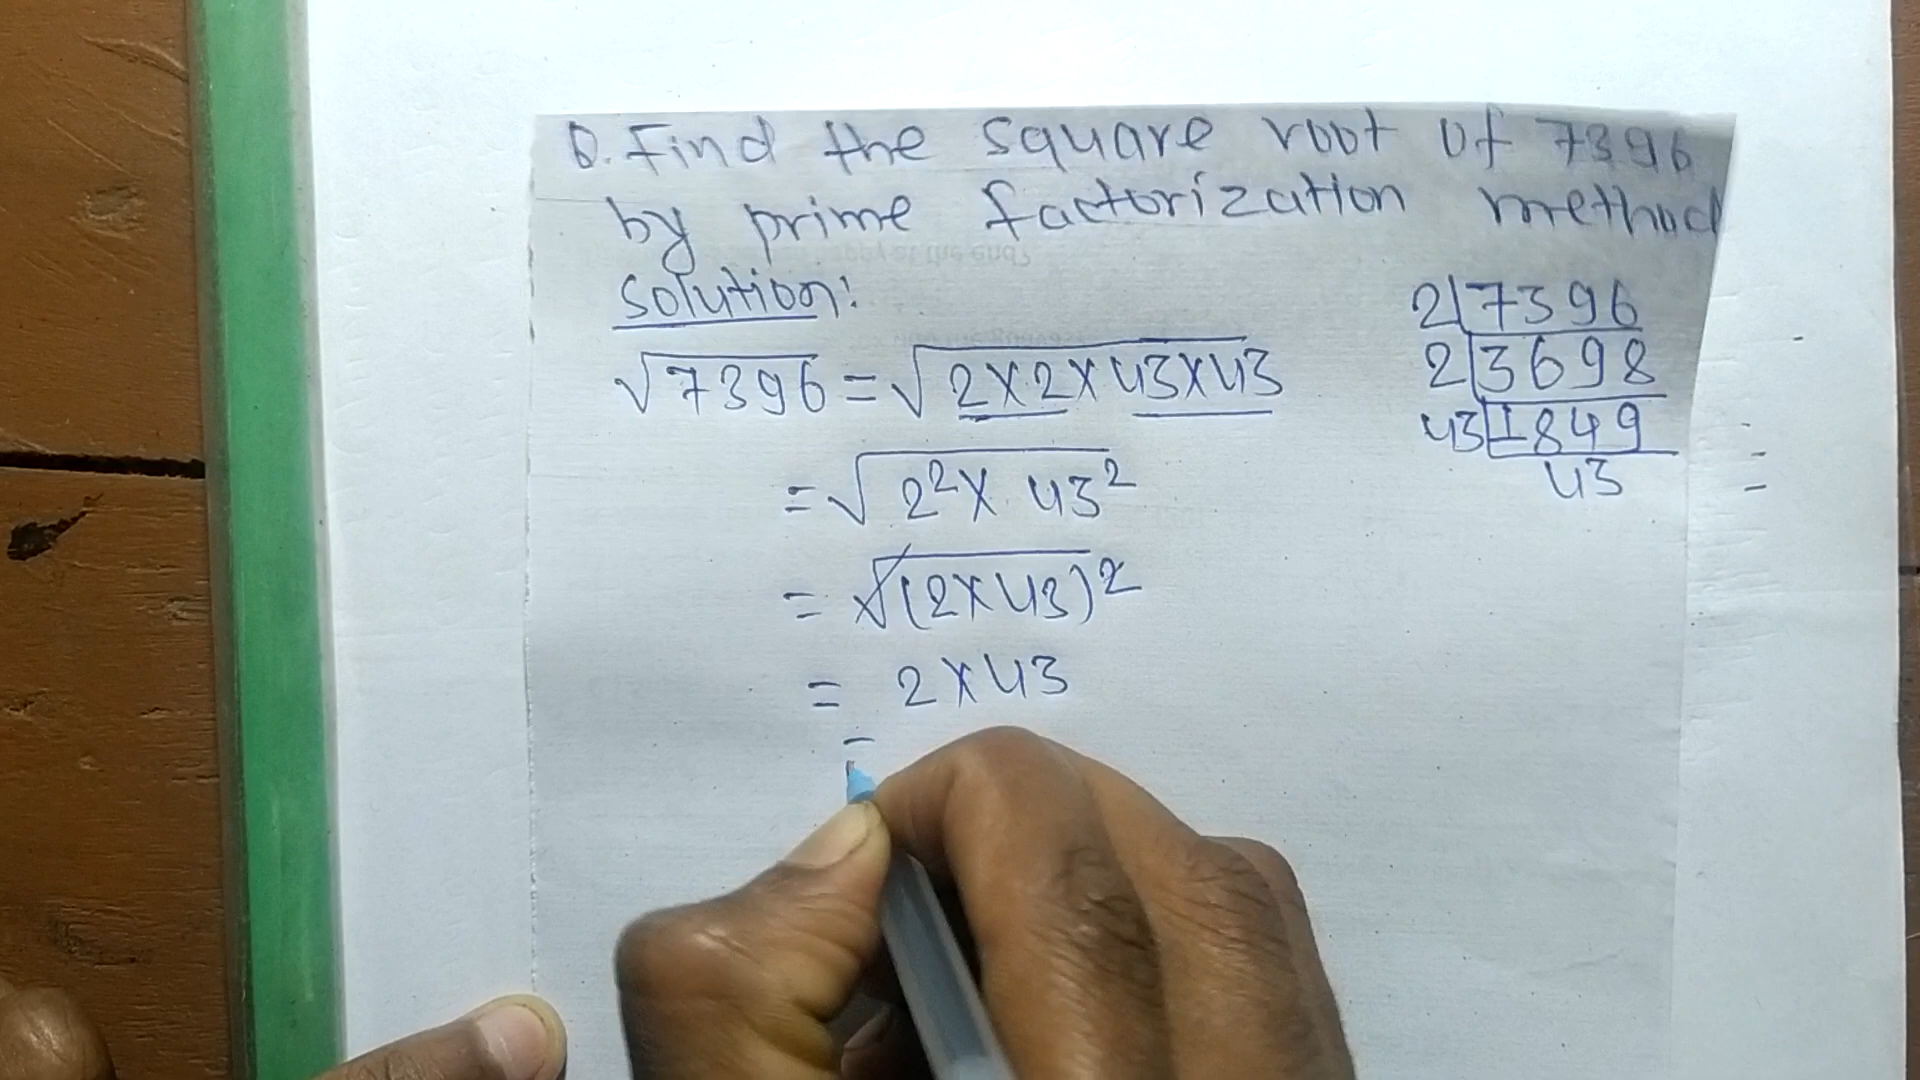 Q. Find the square root of 7396
by prime factorization method
Solution:
√7396 = √2×2×43×43
= √2²× 43²
= √(2×43)²
= 2×43
=
2|7396
2|3698
43|1849
43